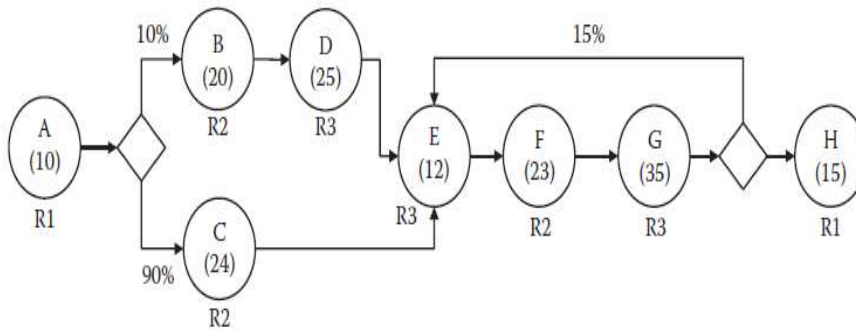 10%
15%
B
(20)
R2
D
(25)
R3
A
(10)
R1
E
(12)
R3
F
(23)
R2
G
(35)
R3
H
(15)
R1
90%
C
(24)
R2